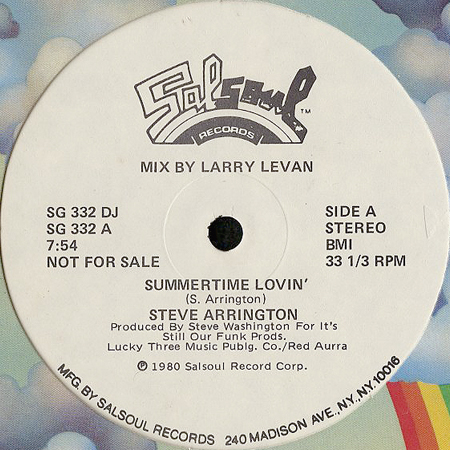 Salsoul TM
RECORDS
MIX BY LARRY LEVAN
SG 332 DJ
SG 332 A
7:54
NOT FOR SALE
SIDE A
STEREO
BMI
33 1/3 RPM
SUMMERTIME LOVIN'
(S. Arrington)
STEVE ARRINGTON
Produced By Steve Washington For It's
Still Our Funk Prods.
Lucky Three Music Publg. Co./Red Aurra
℗ 1980 Salsoul Record Corp.
MFG. BY SALSOUL RECORDS 240 MADISON AVE. NY. NY. 10016